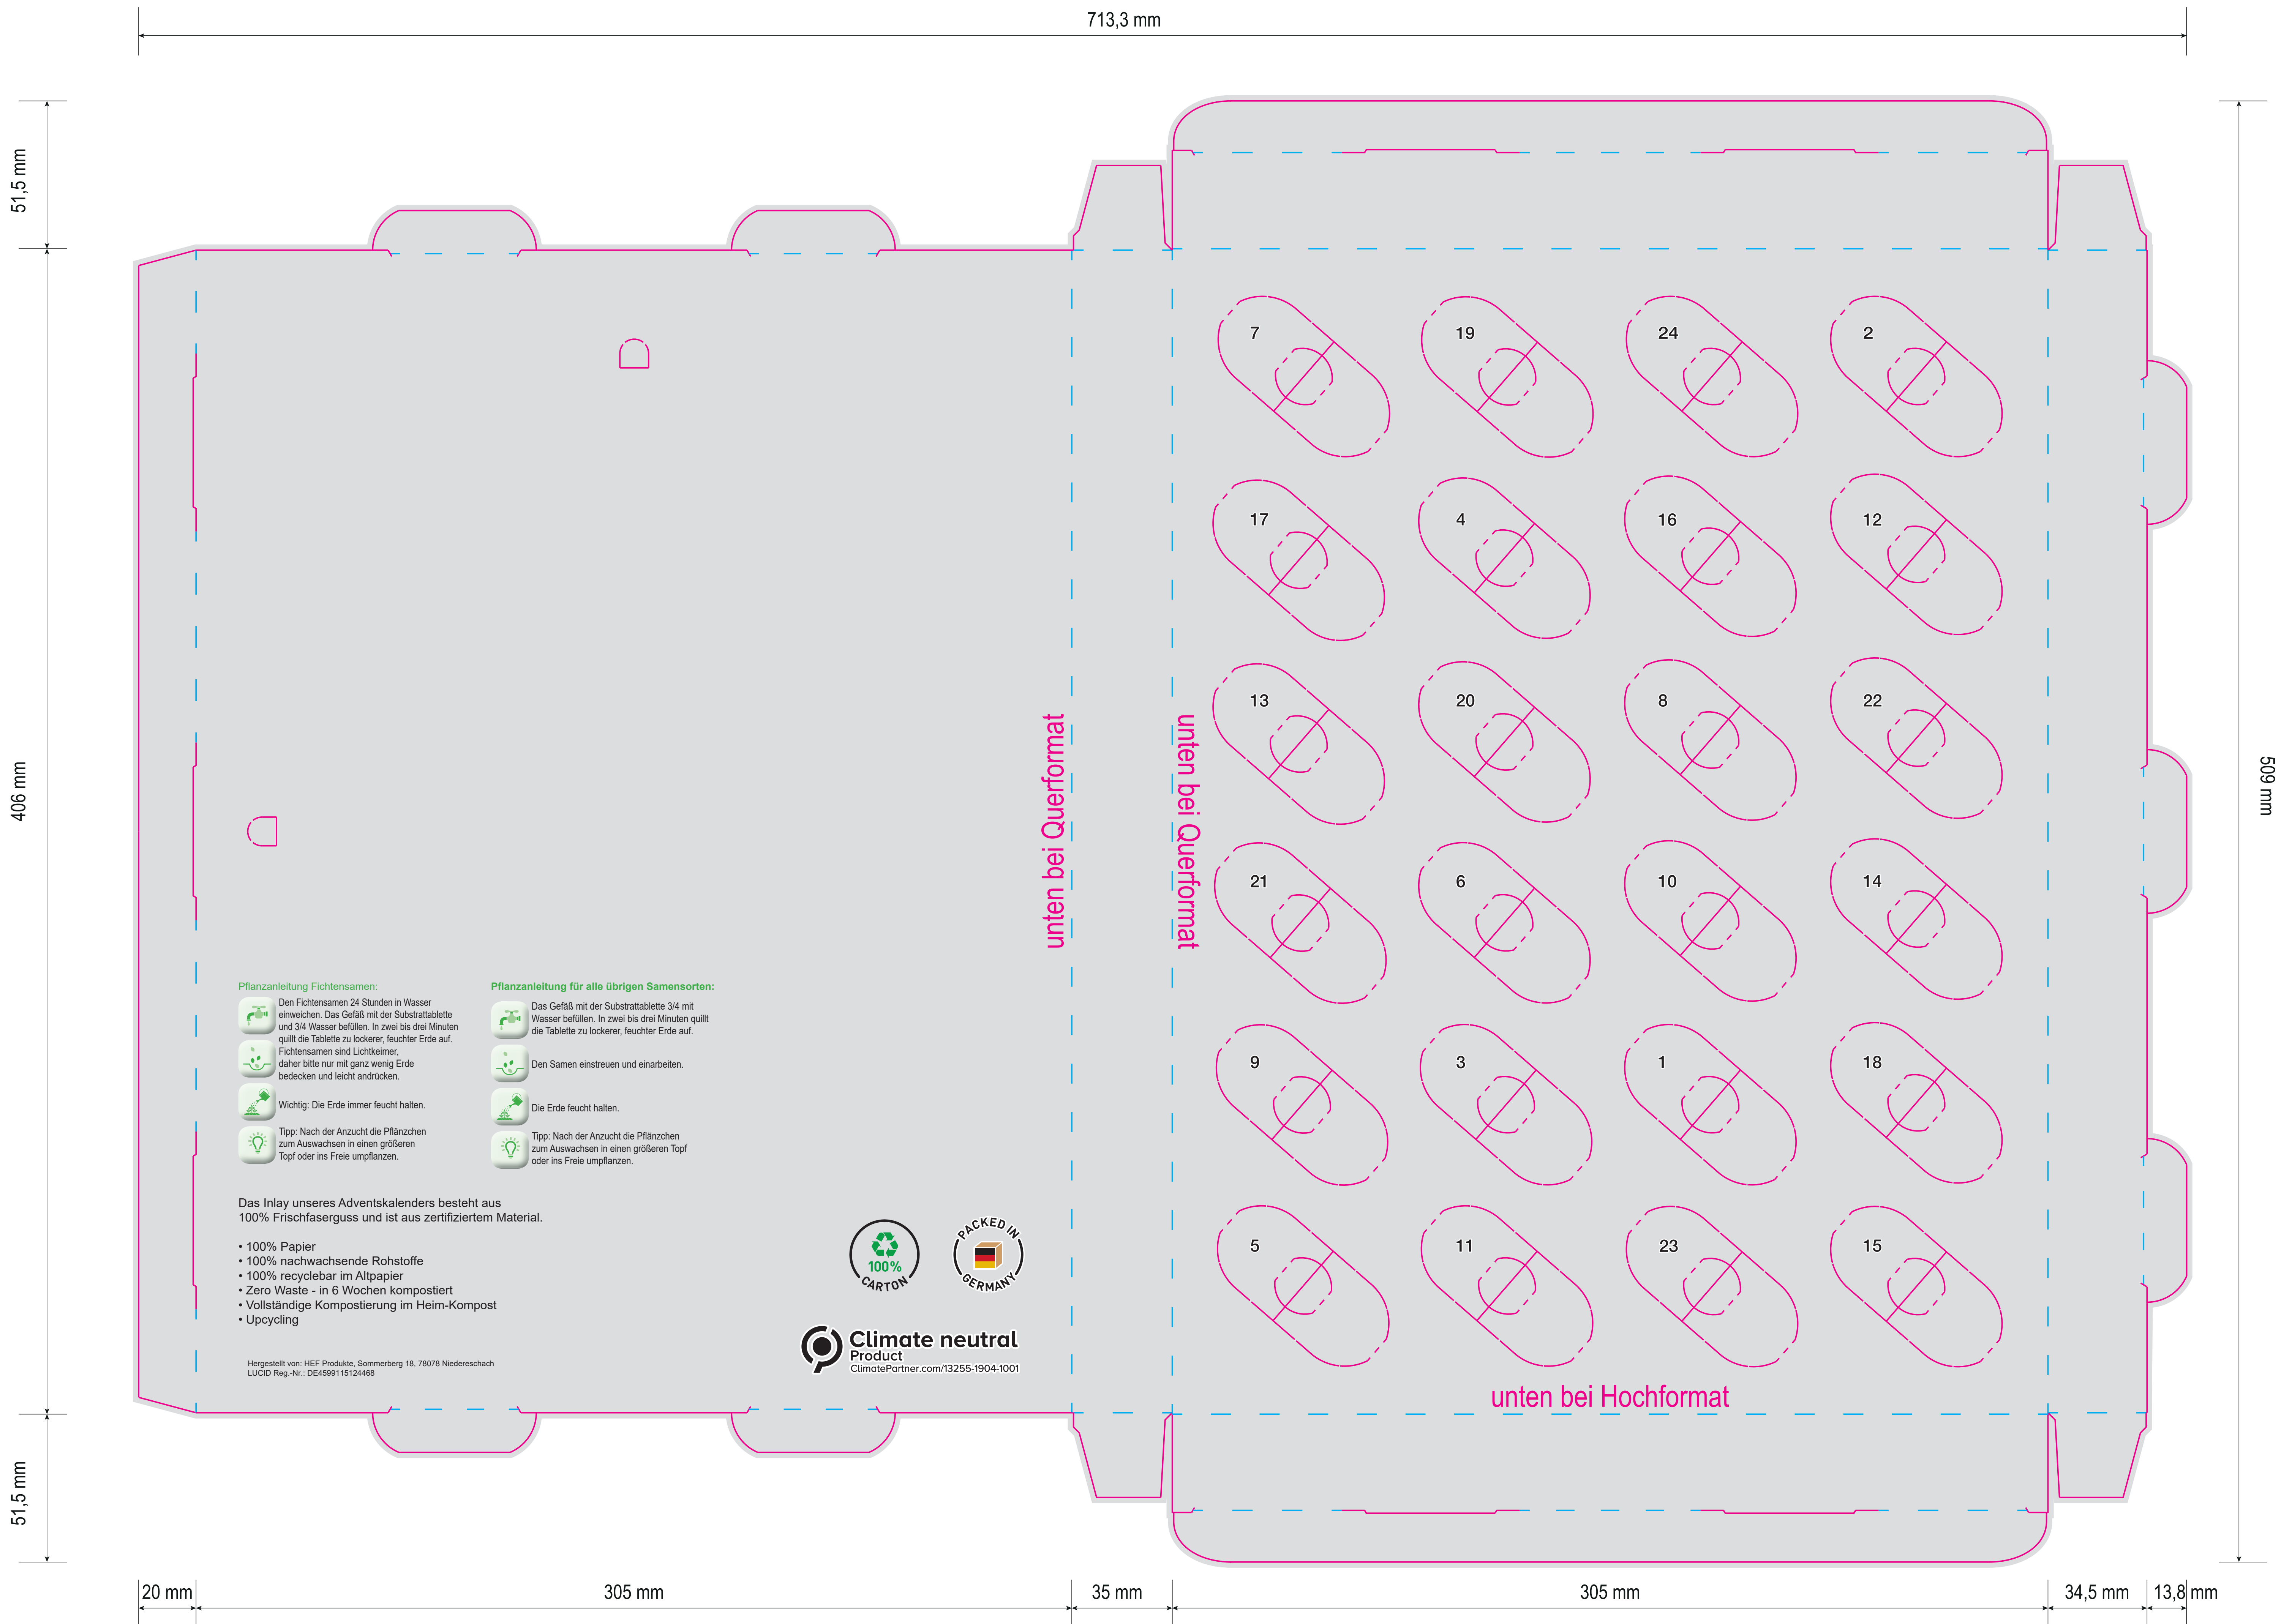 713,3 mm
51,5 mm
406 mm
51,5 mm
509 mm
7 19 24 2
17 4 16 12
13 20 8 22
21 6 10 14
9 3 1 18
5 11 23 15
unten bei Querformat
unten bei Querformat
unten bei Hochformat
Pflanzanleitung Fichtensamen:
Den Fichtensamen 24 Stunden in Wasser
einweichen. Das Gefäß mit der Substrattablette
und 3/4 Wasser befüllen. In zwei bis drei Minuten
quillt die Tablette zu lockerer, feuchter Erde auf.
Fichtensamen sind Lichtkeimer,
daher bitte nur mit ganz wenig Erde
bedecken und leicht andrücken.
Wichtig: Die Erde immer feucht halten.
Tipp: Nach der Anzucht die Pflänzchen
zum Auswachsen in einen größeren
Topf oder ins Freie umpflanzen.
Pflanzanleitung für alle übrigen Samensorten:
Das Gefäß mit der Substrattablette 3/4 mit
Wasser befüllen. In zwei bis drei Minuten quillt
die Tablette zu lockerer, feuchter Erde auf.
Den Samen einstreuen und einarbeiten.
Die Erde feucht halten.
Tipp: Nach der Anzucht die Pflänzchen
zum Auswachsen in einen größeren Topf
oder ins Freie umpflanzen.
Das Inlay unseres Adventskalenders besteht aus
100% Frischfaserguss und ist aus zertifiziertem Material.
• 100% Papier
• 100% nachwachsende Rohstoffe
• 100% recyclebar im Altpapier
• Zero Waste - in 6 Wochen kompostiert
• Vollständige Kompostierung im Heim-Kompost
• Upcycling
Hergestellt von: HEF Produkte, Sommerberg 18, 78078 Niedereschach
LUCID Reg.-Nr.: DE4599115124468
100%
CARTON
PACKED IN
GERMANY
Climate neutral
Product
ClimatePartner.com/13255-1904-1001
20 mm
305 mm
35 mm
305 mm
34,5 mm
13,8 mm